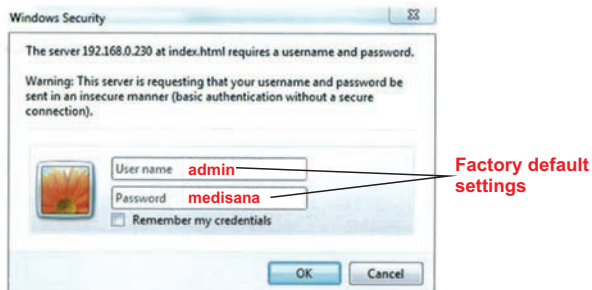 Windows Security
The server 192.168.0.230 at index.html requires a username and password.
Warning: This server is requesting that your username and password be
sent in an insecure manner (basic authentication without a secure
connection).
User name admin
Password medisana
Remember my credentials
Factory default
settings
OK Cancel